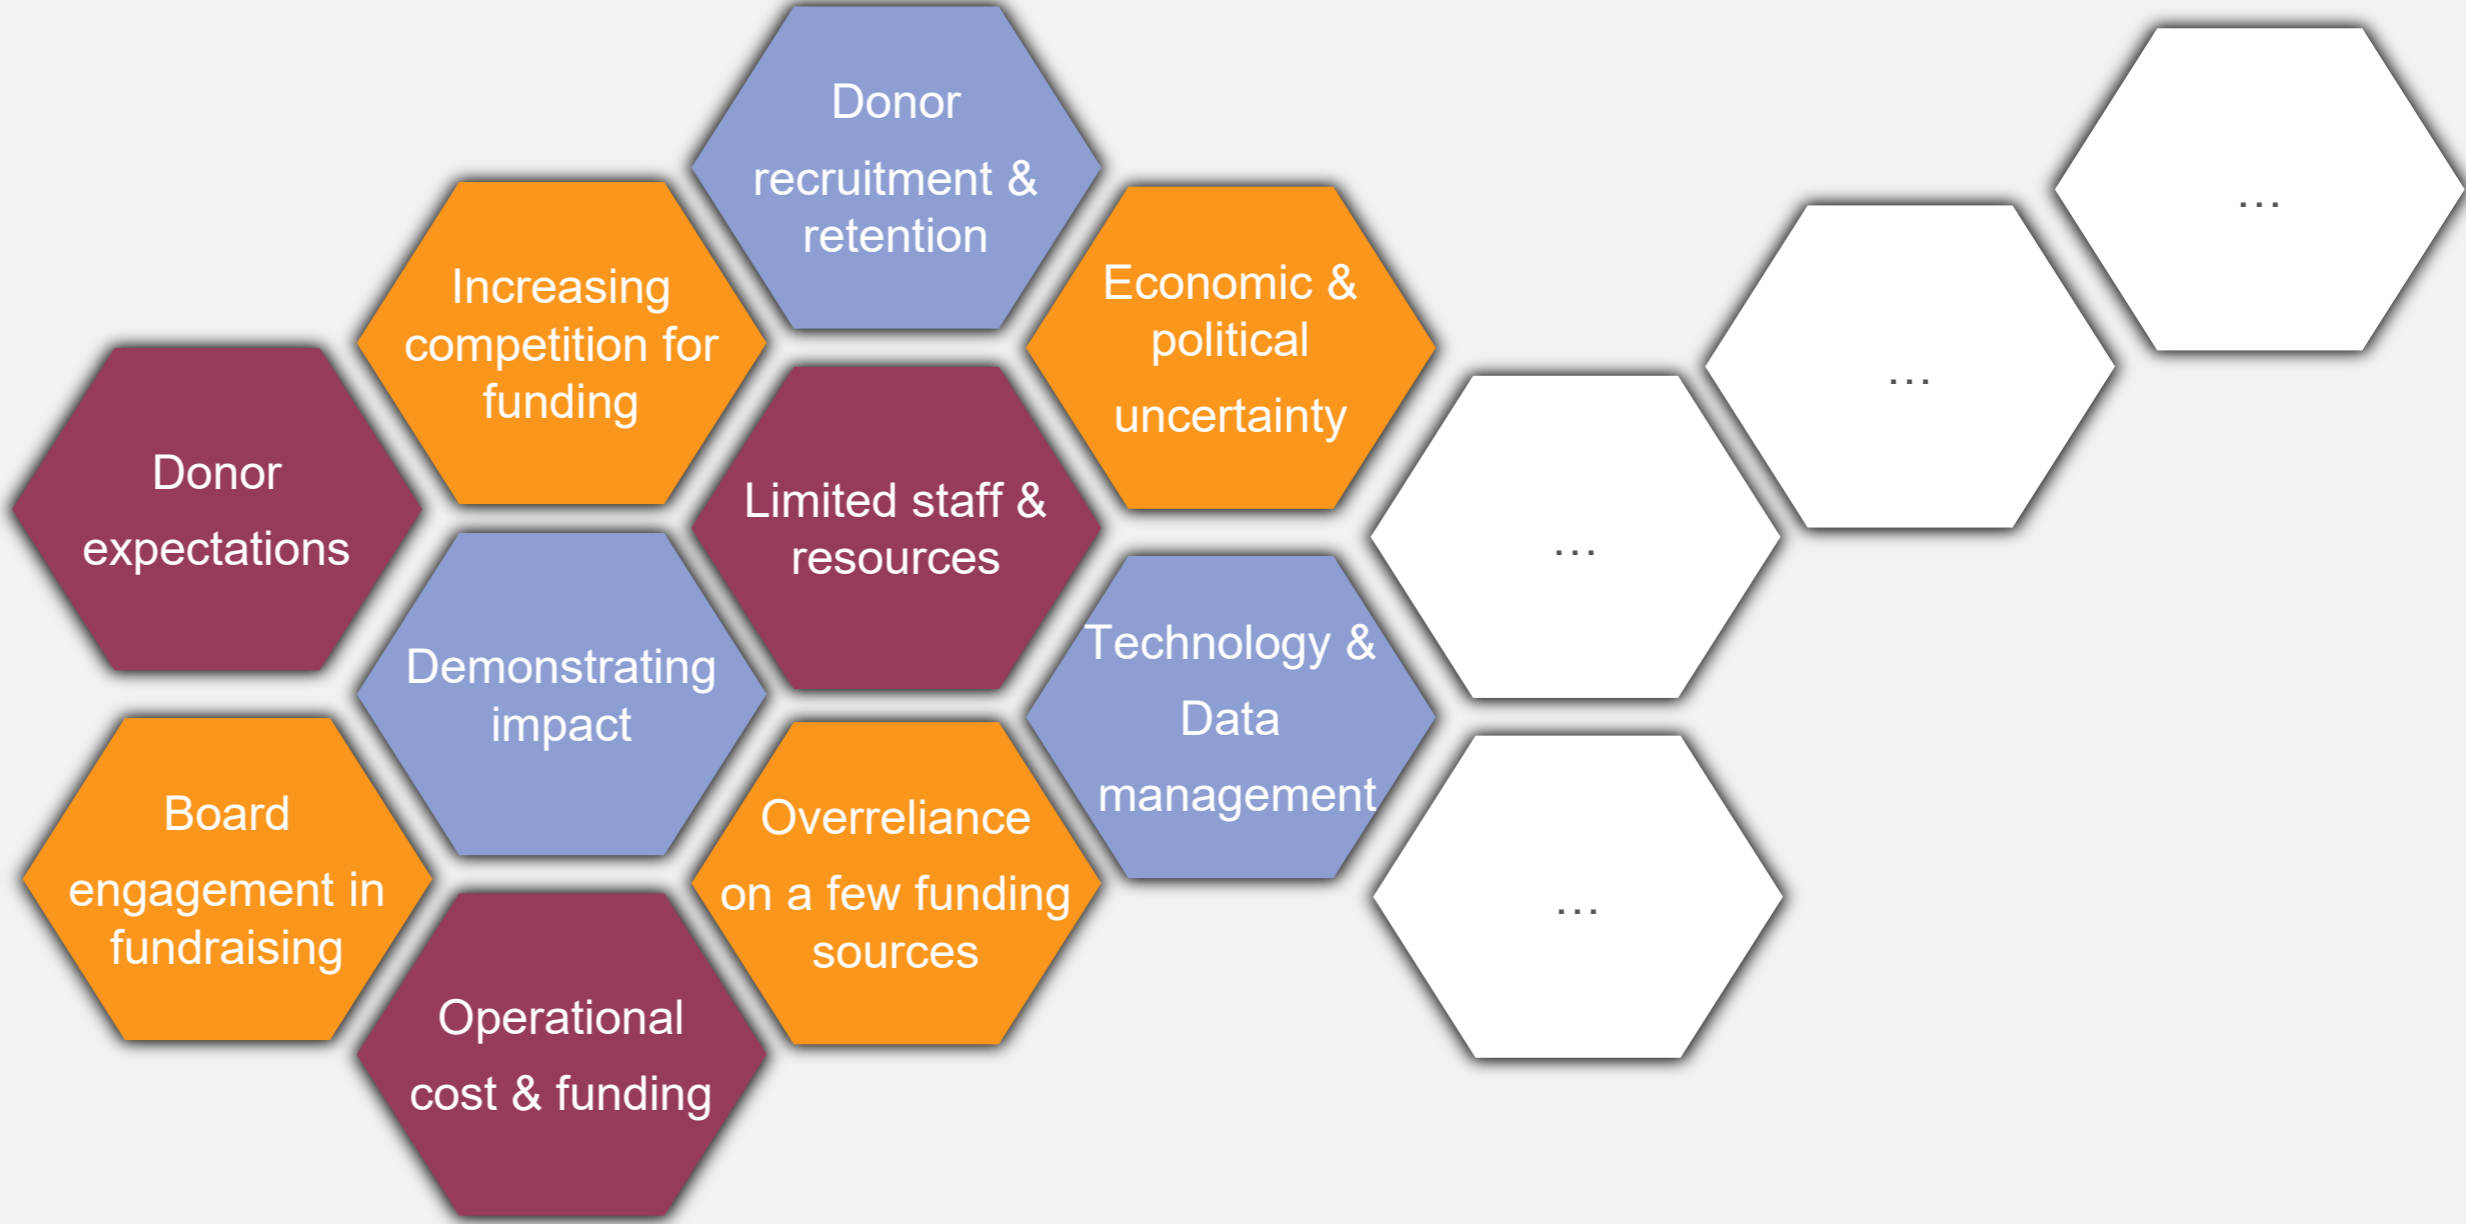 Donor
recruitment &
retention
Increasing
competition for
funding
Economic &
political
uncertainty
Donor
expectations
Limited staff &
resources
Demonstrating
impact
Technology &
Data
management
Board
engagement in
fundraising
Overreliance
on a few funding
sources
Operational
cost & funding
...
...
...
...